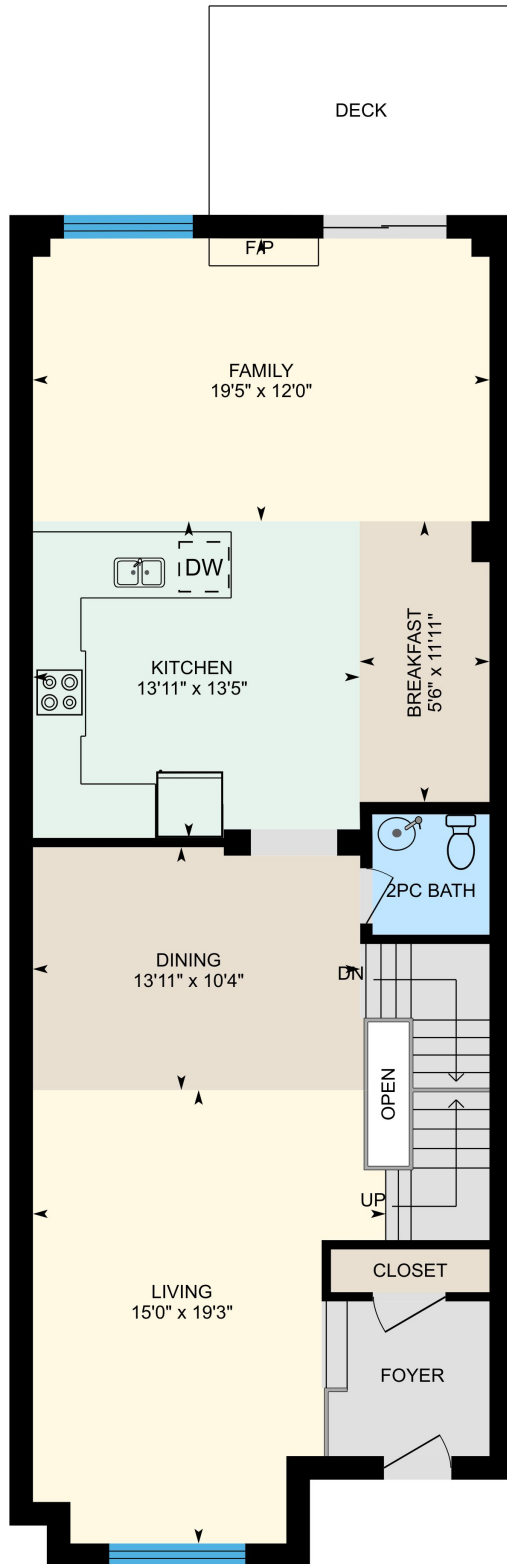 DECK
F/P
FAMILY
19'5" x 12'0"
DW
KITCHEN
13'11" x 13'5"
BREAKFAST
5'6" x 11'11"
2PC BATH
DINING
13'11" x 10'4"
DN
OPEN
UP
CLOSET
LIVING
15'0" x 19'3"
FOYER